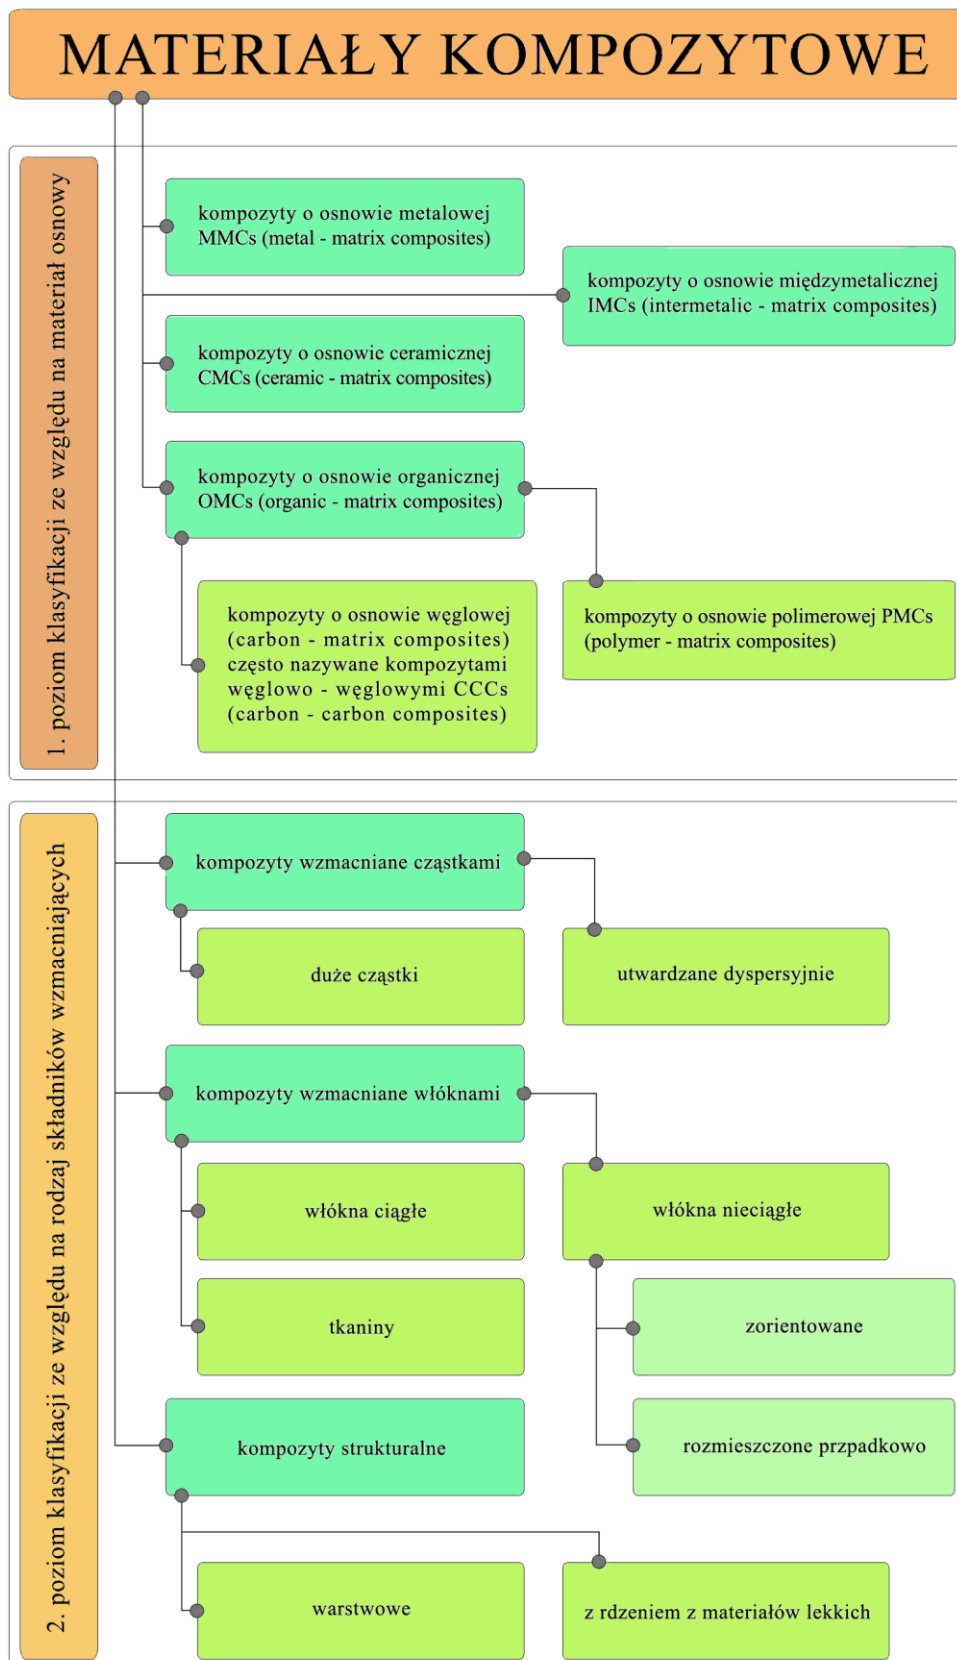 MATERIAŁY KOMPOZYTOWE
1. poziom klasyfikacji ze względu na materiał osnowy
kompozyty o osnowie metalowej
MMCs (metal - matrix composites)
kompozyty o osnowie międzymetalicznej
IMCs (intermetalic - matrix composites)
kompozyty o osnowie ceramicznej
CMCs (ceramic - matrix composites)
kompozyty o osnowie organicznej
OMCs (organic - matrix composites)
kompozyty o osnowie węglowej
(carbon - matrix composites)
często nazywane kompozytami
węglowo - węglowymi CCCs
(carbon - carbon composites)
kompozyty o osnowie polimerowej PMCs
(polymer - matrix composites)
2. poziom klasyfikacji ze względu na rodzaj składników wzmacniających
kompozyty wzmacniane cząstkami
duże cząstki
utwardzane dyspersyjnie
kompozyty wzmacniane włóknami
włókna ciągłe
włókna nieciągłe
tkaniny
zorientowane
rozmieszczone przpadkowo
kompozyty strukturalne
warstwowe
z rdzeniem z materiałów lekkich